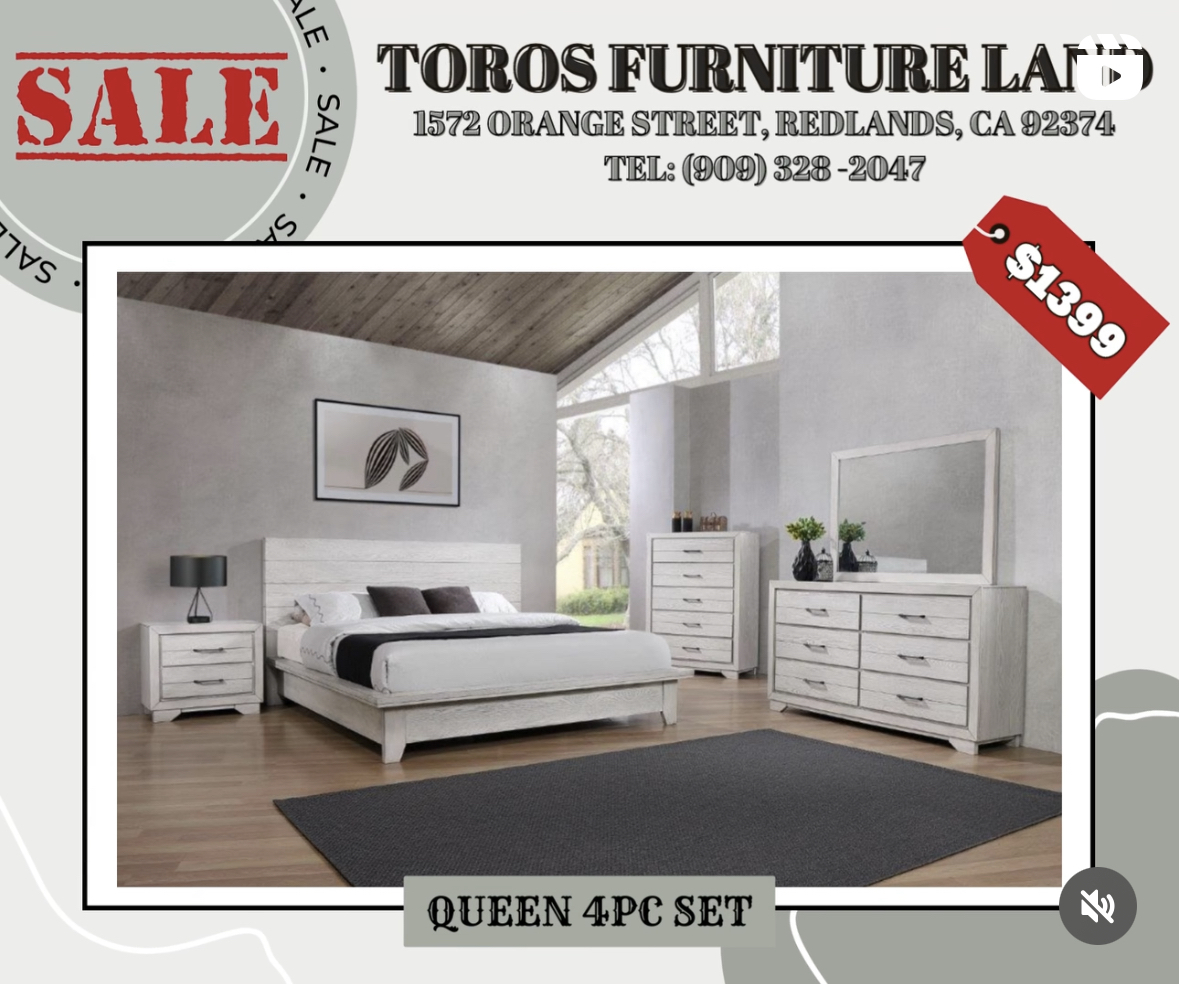 SALE
SALE • SALE • SALE • SALE •
TOROS FURNITURE LAND
1572 ORANGE STREET, REDLANDS, CA 92374
TEL: (909) 328 -2047
$1399
QUEEN 4PC SET